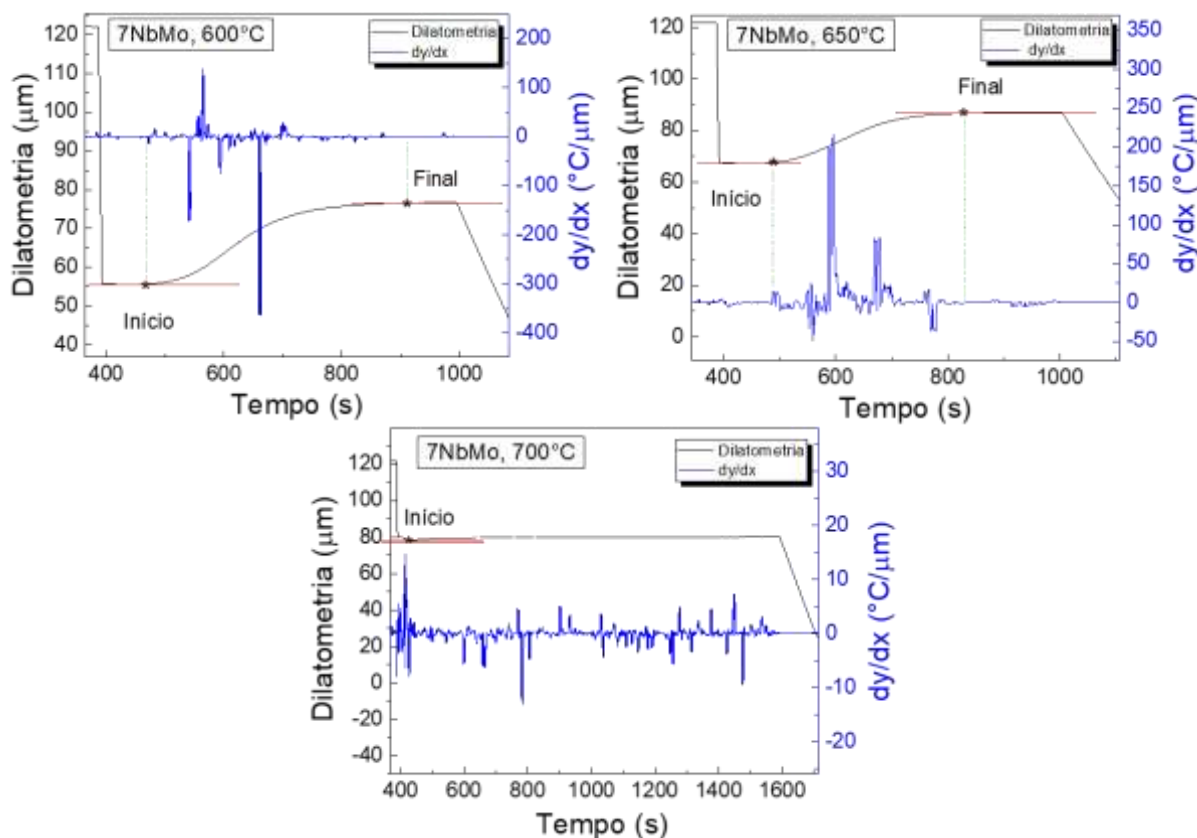 7NbMo, 600°C
Dilatometria
dy/dx
120
110
100
90
80
70
60
50
40
Dilatometria (μm)
200
100
0
-100
-200
-300
-400
dy/dx (°C/μm)
Início
Final
400
600
800
1000
Tempo (s)
7NbMo, 650°C
Dilatometria
dy/dx
120
100
80
60
40
20
0
Dilatometria (μm)
350
300
250
200
150
100
50
0
-50
dy/dx (°C/μm)
Início
Final
400
600
800
1000
Tempo (s)
7NbMo, 700°C
Dilatometria
dy/dx
120
100
80
60
40
20
0
-20
-40
Dilatometria (μm)
30
20
10
0
-10
-20
dy/dx (°C/μm)
Início
400
600
800
1000
1200
1400
1600
Tempo (s)